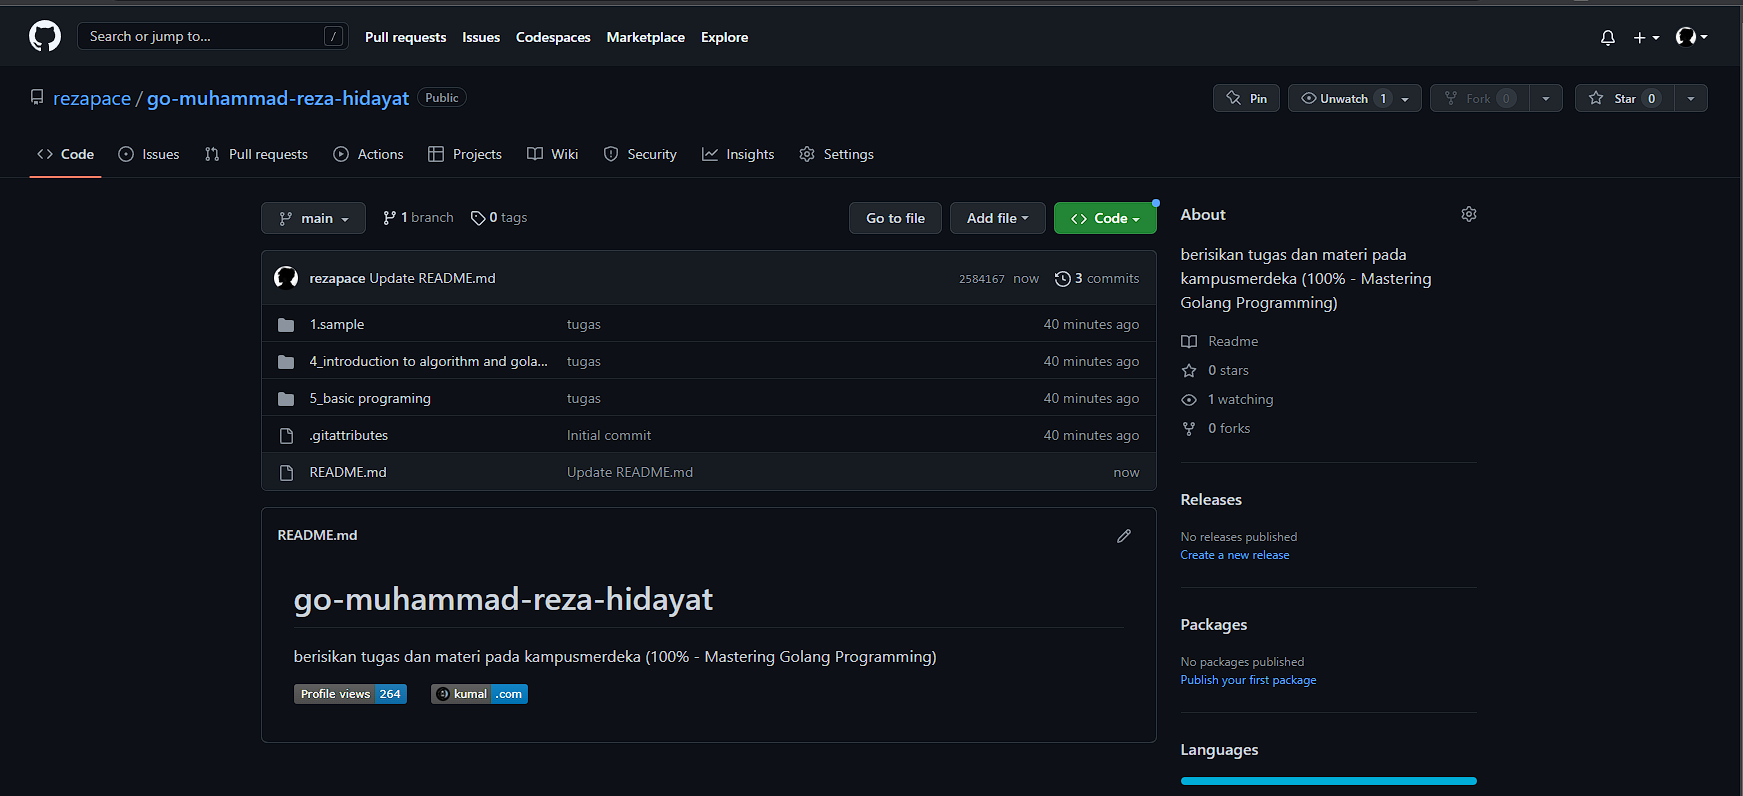 Search or jump to... /
Pull requests Issues Codespaces Marketplace Explore
rezapace / go-muhammad-reza-hidayat Public
Pin Unwatch 1 Fork 0 Star 0
Code Issues Pull requests Actions Projects Wiki Security Insights Settings
main 1 branch 0 tags
Go to file Add file Code
rezapace Update README.md 2584167 now 3 commits
1.sample tugas 40 minutes ago
4_introduction to algorithm and gola... tugas 40 minutes ago
5_basic programing tugas 40 minutes ago
.gitattributes Initial commit 40 minutes ago
README.md Update README.md now
README.md
go-muhammad-reza-hidayat
berisikan tugas dan materi pada kampusmerdeka (100% - Mastering Golang Programming)
Profile views 264 kumal .com
About
berisikan tugas dan materi pada
kampusmerdeka (100% - Mastering
Golang Programming)
Readme
0 stars
1 watching
0 forks
Releases
No releases published
Create a new release
Packages
No packages published
Publish your first package
Languages